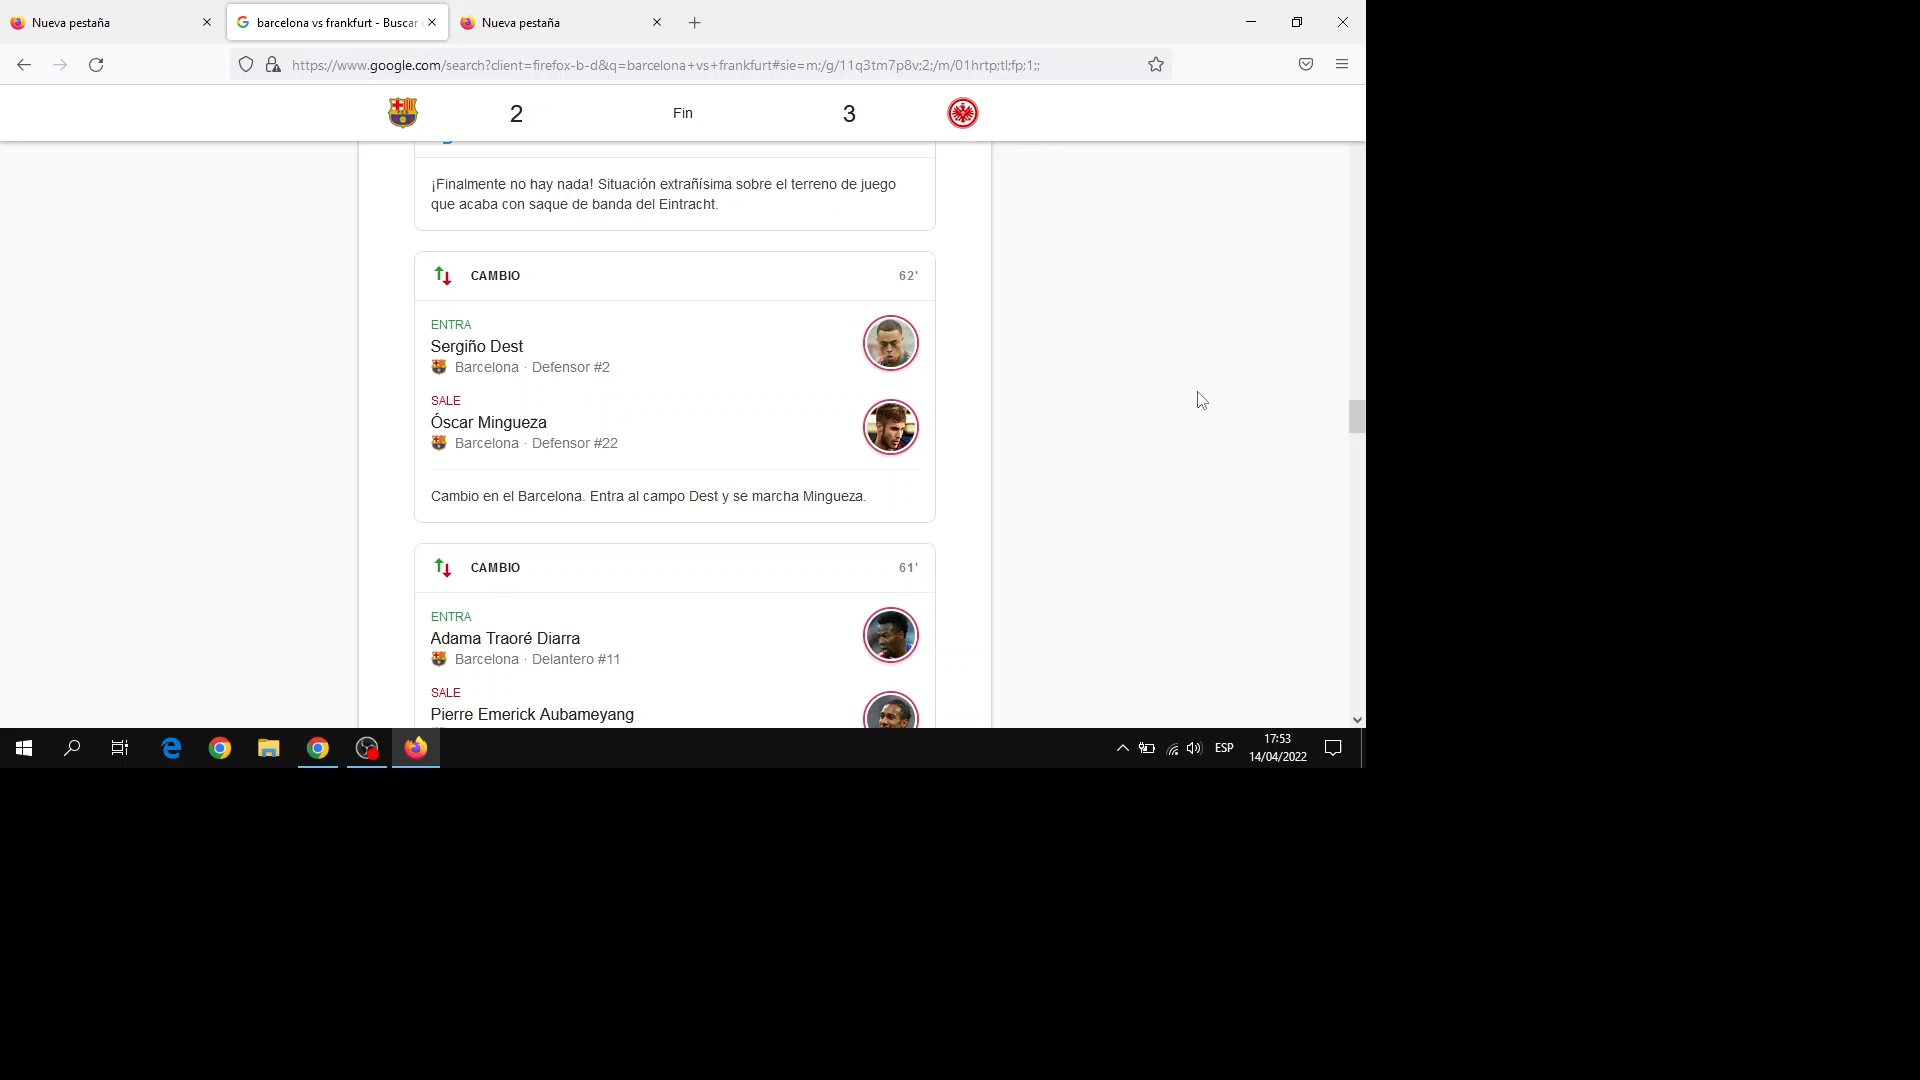 Nueva pestaña
barcelona vs frankfurt - Buscar
Nueva pestaña
https://www.google.com/search?client=firefox-b-d&q=barcelona+vs+frankfurt#sie=m;/g/11q3tm7p8v;2;/m/01hrtp;tl;fp;1;;
2 Fin 3
¡Finalmente no hay nada! Situación extrañísima sobre el terreno de juego
que acaba con saque de banda del Eintracht.
CAMBIO 62'
ENTRA
Sergiño Dest
Barcelona · Defensor #2
SALE
Óscar Mingueza
Barcelona · Defensor #22
Cambio en el Barcelona. Entra al campo Dest y se marcha Mingueza.
CAMBIO 61'
ENTRA
Adama Traoré Diarra
Barcelona · Delantero #11
SALE
Pierre Emerick Aubameyang
ESP
17:53
14/04/2022